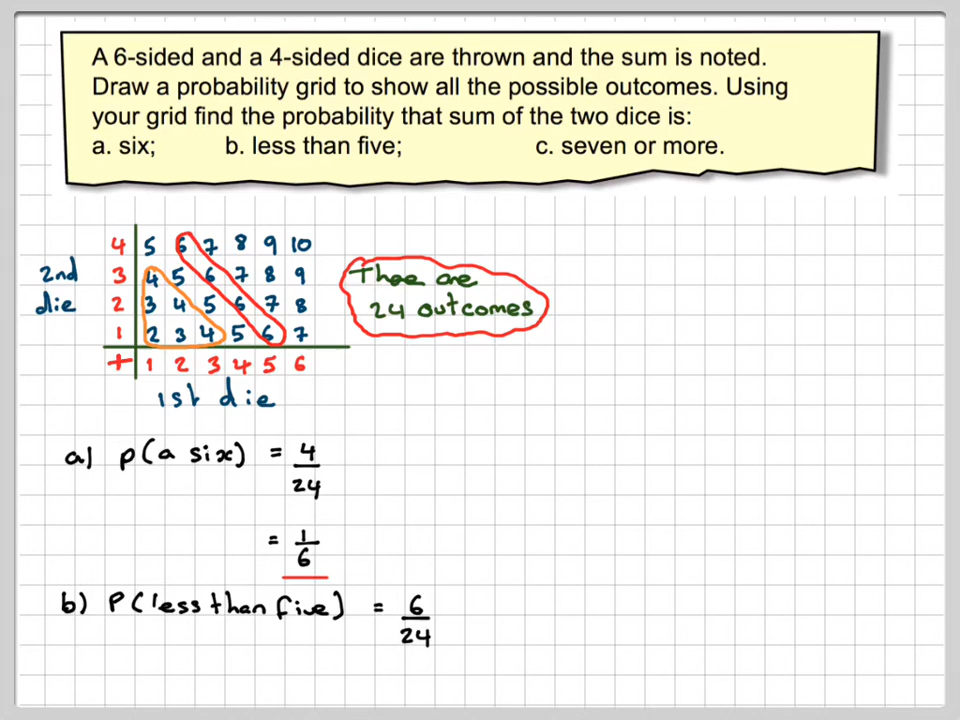 A 6-sided and a 4-sided dice are thrown and the sum is noted.
Draw a probability grid to show all the possible outcomes. Using
your grid find the probability that sum of the two dice is:
a. six; b. less than five; c. seven or more.
4 5 6 7 8 9 10
2nd 3 4 5 6 7 8 9
die 2 3 4 5 6 7 8
1 2 3 4 5 6 7
+ 1 2 3 4 5 6
1st die
There are
24 outcomes
a) P(a six) = 4/24
= 1/6
b) P(less than five) = 6/24